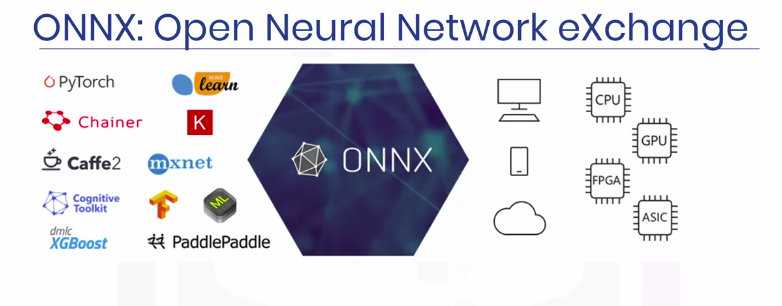 ONNX: Open Neural Network eXchange
PyTorch
scikit
learn
Chainer
K
Caffe2
mxnet
Cognitive
Toolkit
ML
dmlc
XGBoost
PaddlePaddle
ONNX
CPU
GPU
FPGA
ASIC